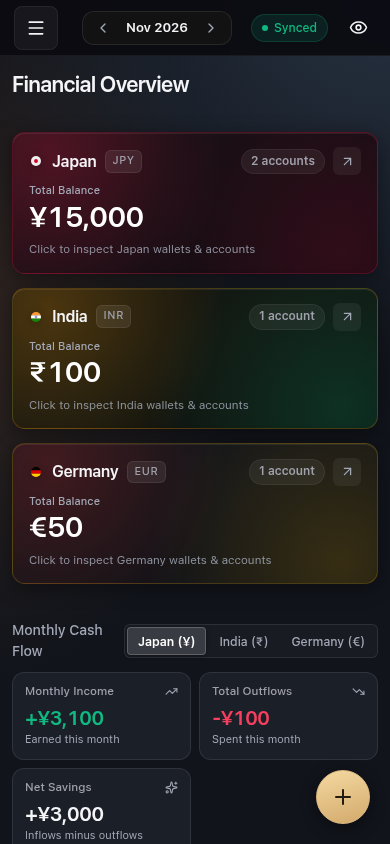 Nov 2026
Synced
Financial Overview
Japan JPY 2 accounts
Total Balance
¥15,000
Click to inspect Japan wallets & accounts
India INR 1 account
Total Balance
₹100
Click to inspect India wallets & accounts
Germany EUR 1 account
Total Balance
€50
Click to inspect Germany wallets & accounts
Monthly Cash
Flow
Japan (¥) India (₹) Germany (€)
Monthly Income
+¥3,100
Earned this month
Total Outflows
-¥100
Spent this month
Net Savings
+¥3,000
Inflows minus outflows